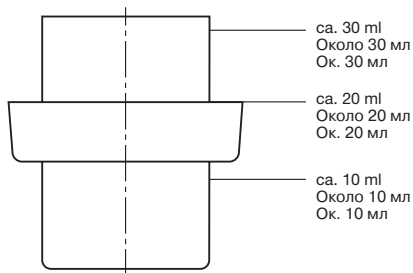 ca. 30 ml
Около 30 мл
Ок. 30 мл
ca. 20 ml
Около 20 мл
Ок. 20 мл
ca. 10 ml
Около 10 мл
Ок. 10 мл